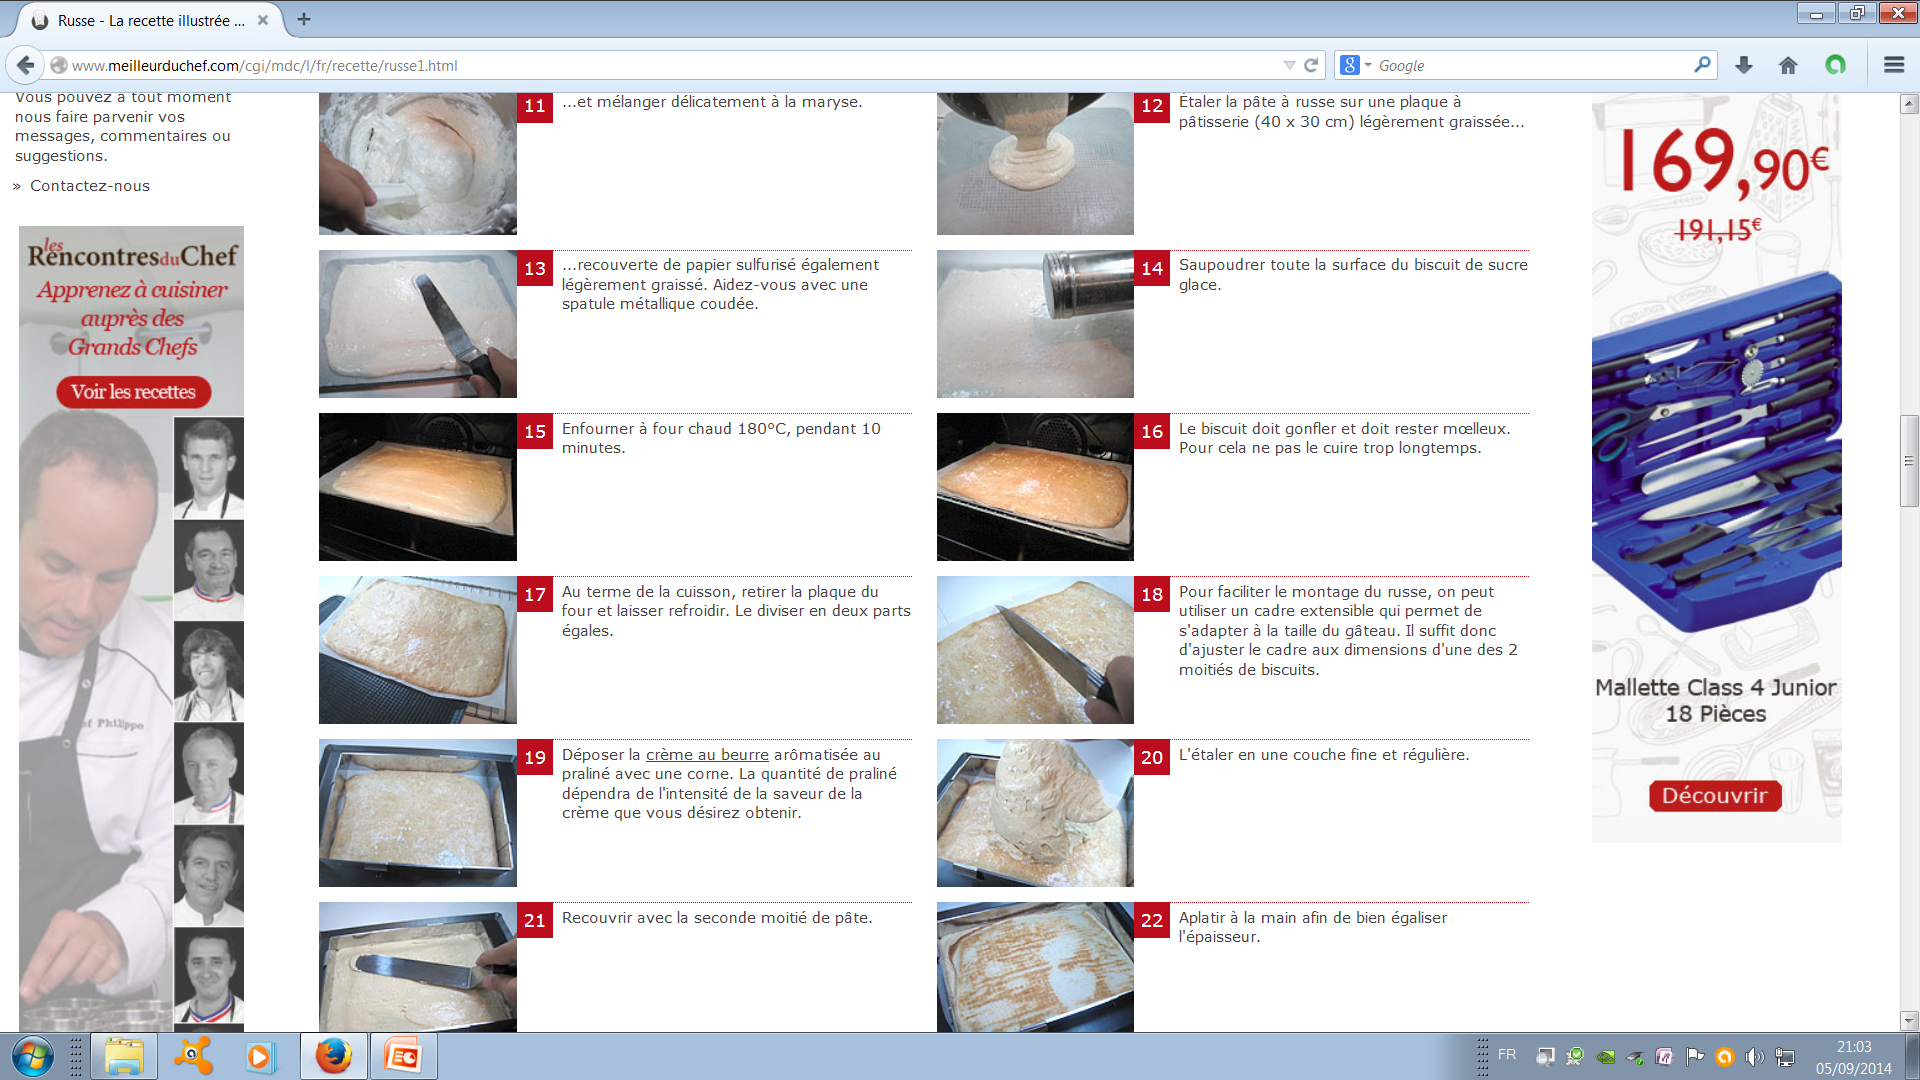 Russe - La recette illustrée ...
www.meilleurduchef.com/cgi/mdc/l/fr/recette/russe1.html
Google
Vous pouvez à tout moment
nous faire parvenir vos
messages, commentaires ou
suggestions.
» Contactez-nous
les
Rencontres du Chef
Apprenez à cuisiner
auprès des
Grands Chefs
Voir les recettes
Chef Philippe
11
...et mélanger délicatement à la maryse.
12
Étaler la pâte à russe sur une plaque à
pâtisserie (40 x 30 cm) légèrement graissée...
13
...recouverte de papier sulfurisé également
légèrement graissé. Aidez-vous avec une
spatule métallique coudée.
14
Saupoudrer toute la surface du biscuit de sucre
glace.
15
Enfourner à four chaud 180°C, pendant 10
minutes.
16
Le biscuit doit gonfler et doit rester mœlleux.
Pour cela ne pas le cuire trop longtemps.
17
Au terme de la cuisson, retirer la plaque du
four et laisser refroidir. Le diviser en deux parts
égales.
18
Pour faciliter le montage du russe, on peut
utiliser un cadre extensible qui permet de
s'adapter à la taille du gâteau. Il suffit donc
d'ajuster le cadre aux dimensions d'une des 2
moitiés de biscuits.
19
Déposer la crème au beurre arômatisée au
praliné avec une corne. La quantité de praliné
dépendra de l'intensité de la saveur de la
crème que vous désirez obtenir.
20
L'étaler en une couche fine et régulière.
21
Recouvrir avec la seconde moitié de pâte.
22
Aplatir à la main afin de bien égaliser
l'épaisseur.
169,90€
191,15€
Mallette Class 4 Junior
18 Pièces
Découvrir
FR
21:03
05/09/2014